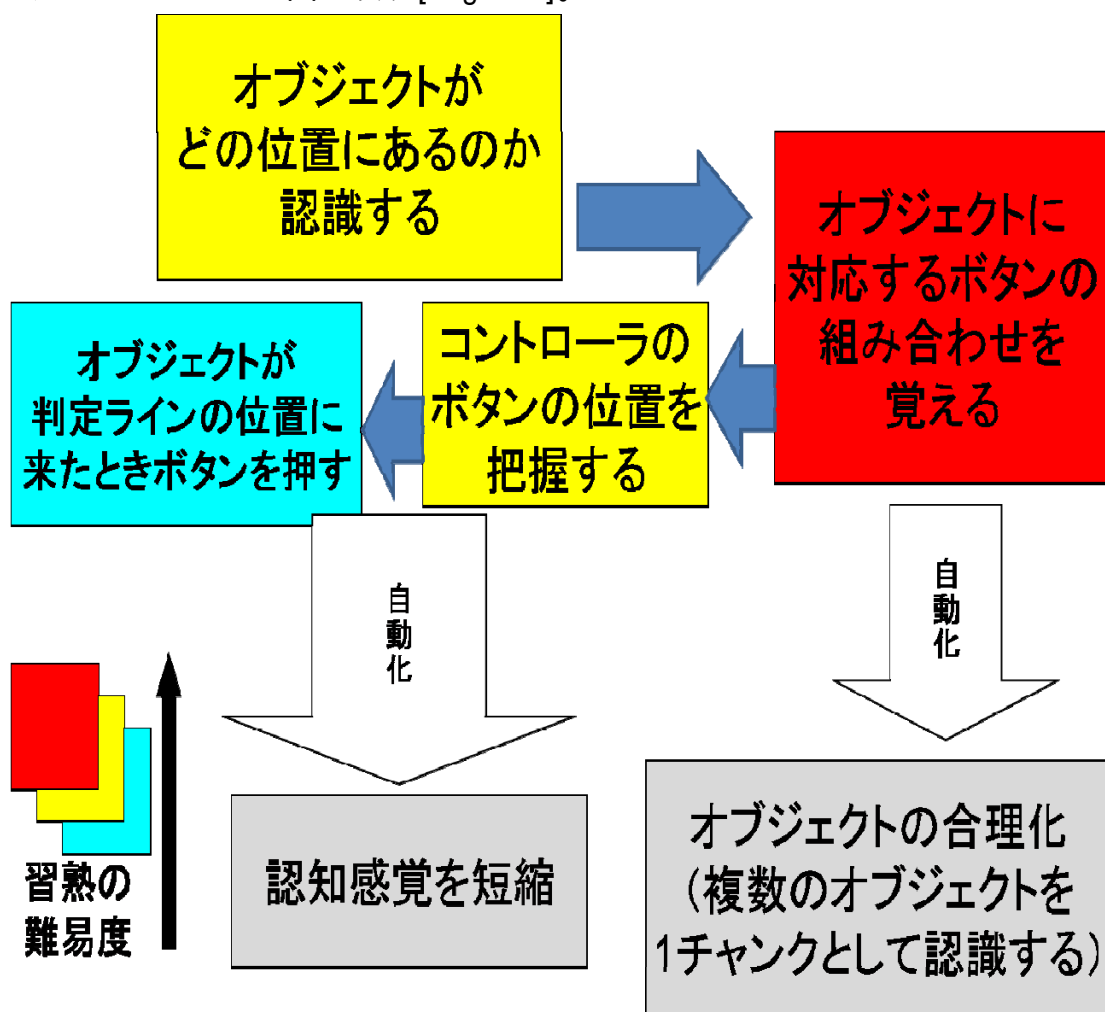 オブジェクトが
どの位置にあるのか
認識する
オブジェクトに
対応するボタンの
組み合わせを
覚える
コントローラの
ボタンの位置を
把握する
オブジェクトが
判定ラインの位置に
来たときボタンを押す
自動化
自動化
習熟の
難易度
認知感覚を短縮
オブジェクトの合理化
(複数のオブジェクトを
1チャンクとして認識する)